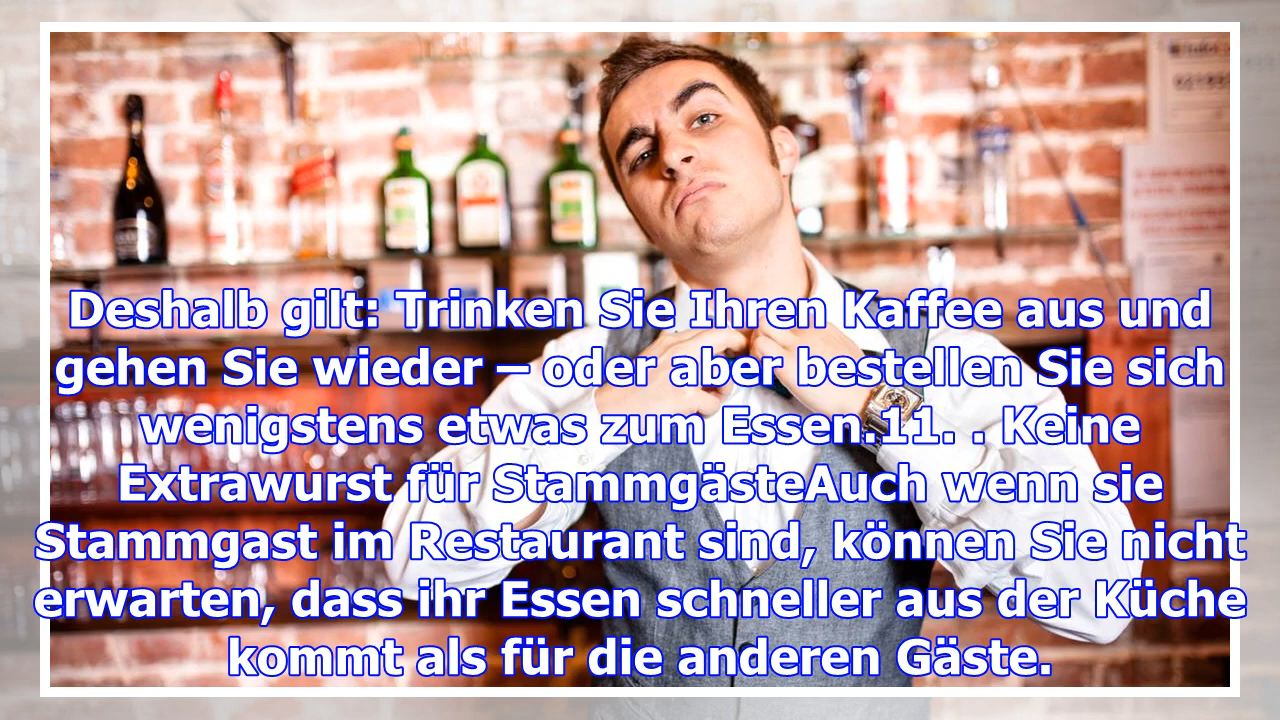 Deshalb gilt: Trinken Sie Ihren Kaffee aus und
gehen Sie wieder – oder aber bestellen Sie sich
wenigstens etwas zum Essen.11. . Keine
Extrawurst für StammgästeAuch wenn sie
Stammgast im Restaurant sind, können Sie nicht
erwarten, dass ihr Essen schneller aus der Küche
kommt als für die anderen Gäste.